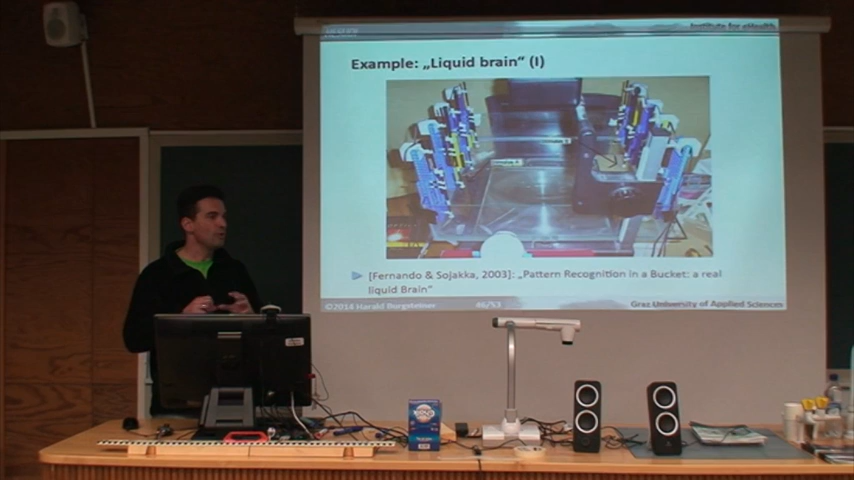 Institute for eHealth
Example: „Liquid brain“ (I)
[Fernando & Sojakka, 2003]: „Pattern Recognition in a Bucket: a real
liquid Brain“
©2014 Harald Burgsteiner
46/53
Graz University of Applied Sciences